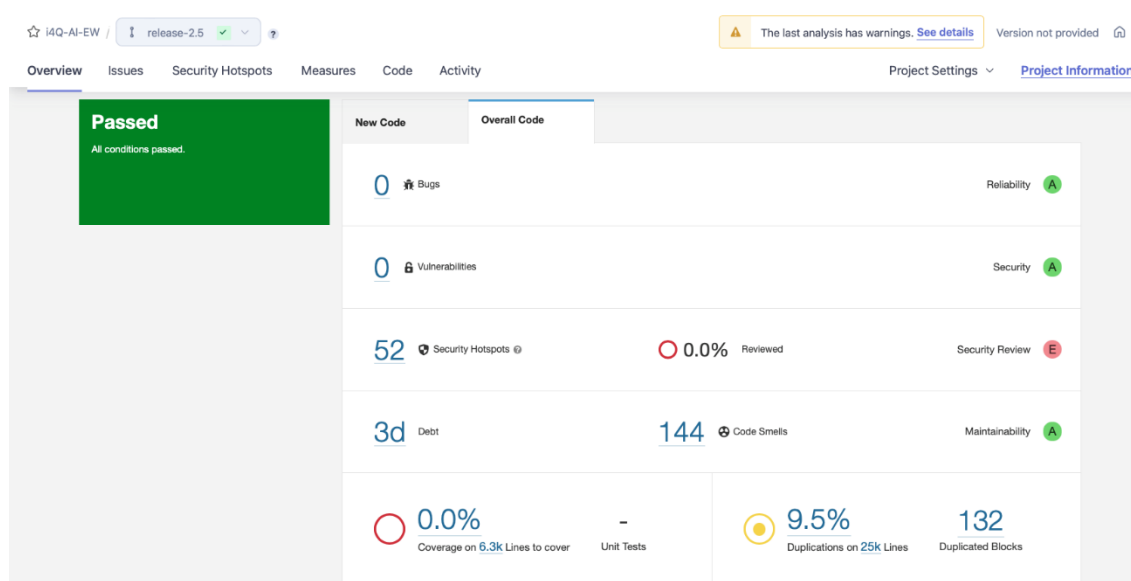 i4Q-AI-EW / release-2.5 ?
The last analysis has warnings. See details Version not provided
Overview Issues Security Hotspots Measures Code Activity Project Settings Project Information
Passed
All conditions passed.
New Code Overall Code
0 Bugs Reliability A
0 Vulnerabilities Security A
52 Security Hotspots ? 0.0% Reviewed Security Review E
3d Debt 144 Code Smells Maintainability A
0.0%
Coverage on 6.3k Lines to cover
-
Unit Tests
9.5%
Duplications on 25k Lines
132
Duplicated Blocks